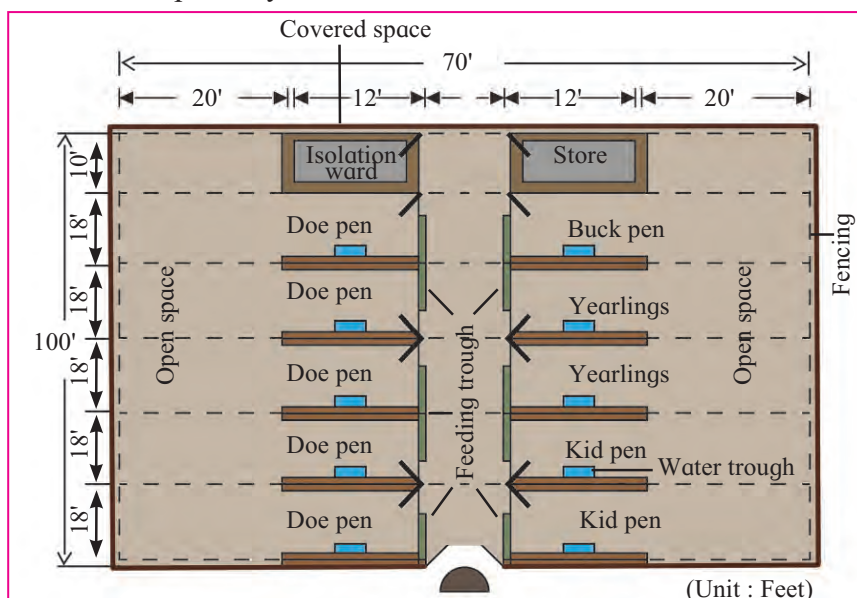 Covered space
70'
20'
12'
12'
20'
10'
Isolation
ward
Store
18'
Doe pen
Buck pen
Fencing
18'
Doe pen
Yearlings
100'
Open space
Feeding trough
Open space
18'
Doe pen
Yearlings
18'
Doe pen
Kid pen
Water trough
18'
Doe pen
Kid pen
(Unit : Feet)